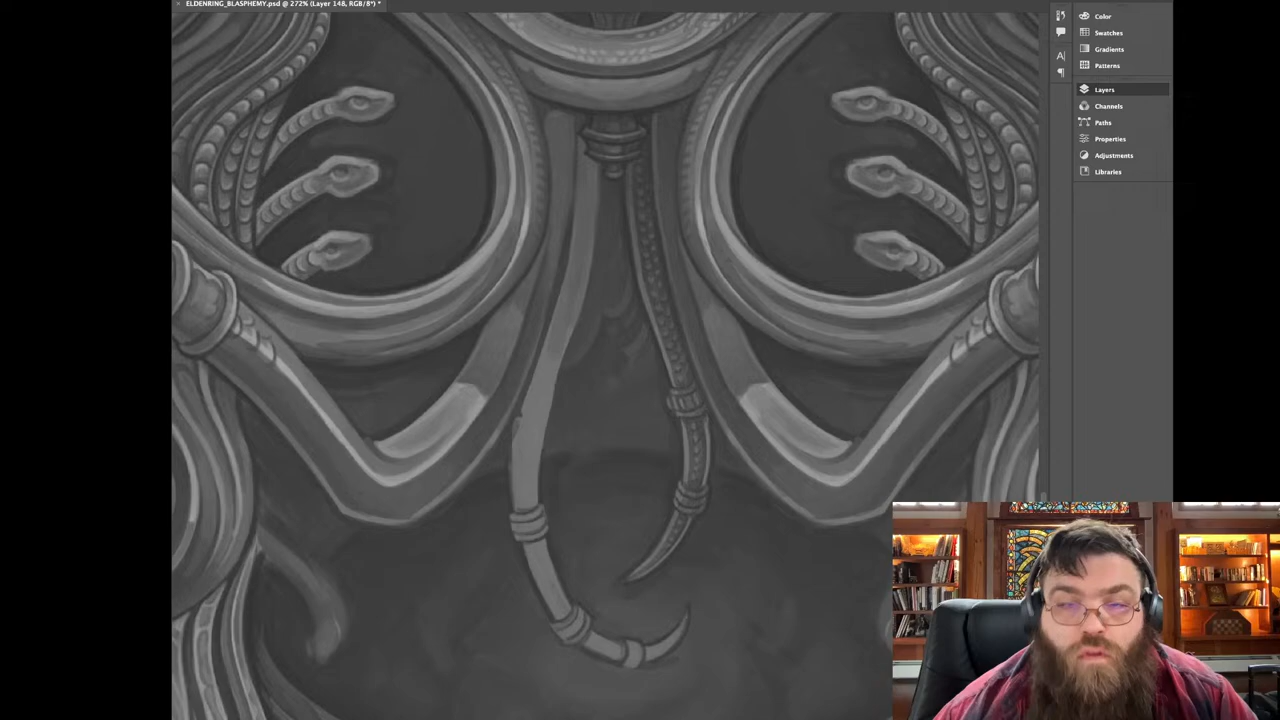 × ELDENRING_BLASPHEMY.psd @ 272% (Layer 148, RGB/8*) *
Color
Swatches
Gradients
Patterns
Layers
Channels
Paths
Properties
Adjustments
Libraries